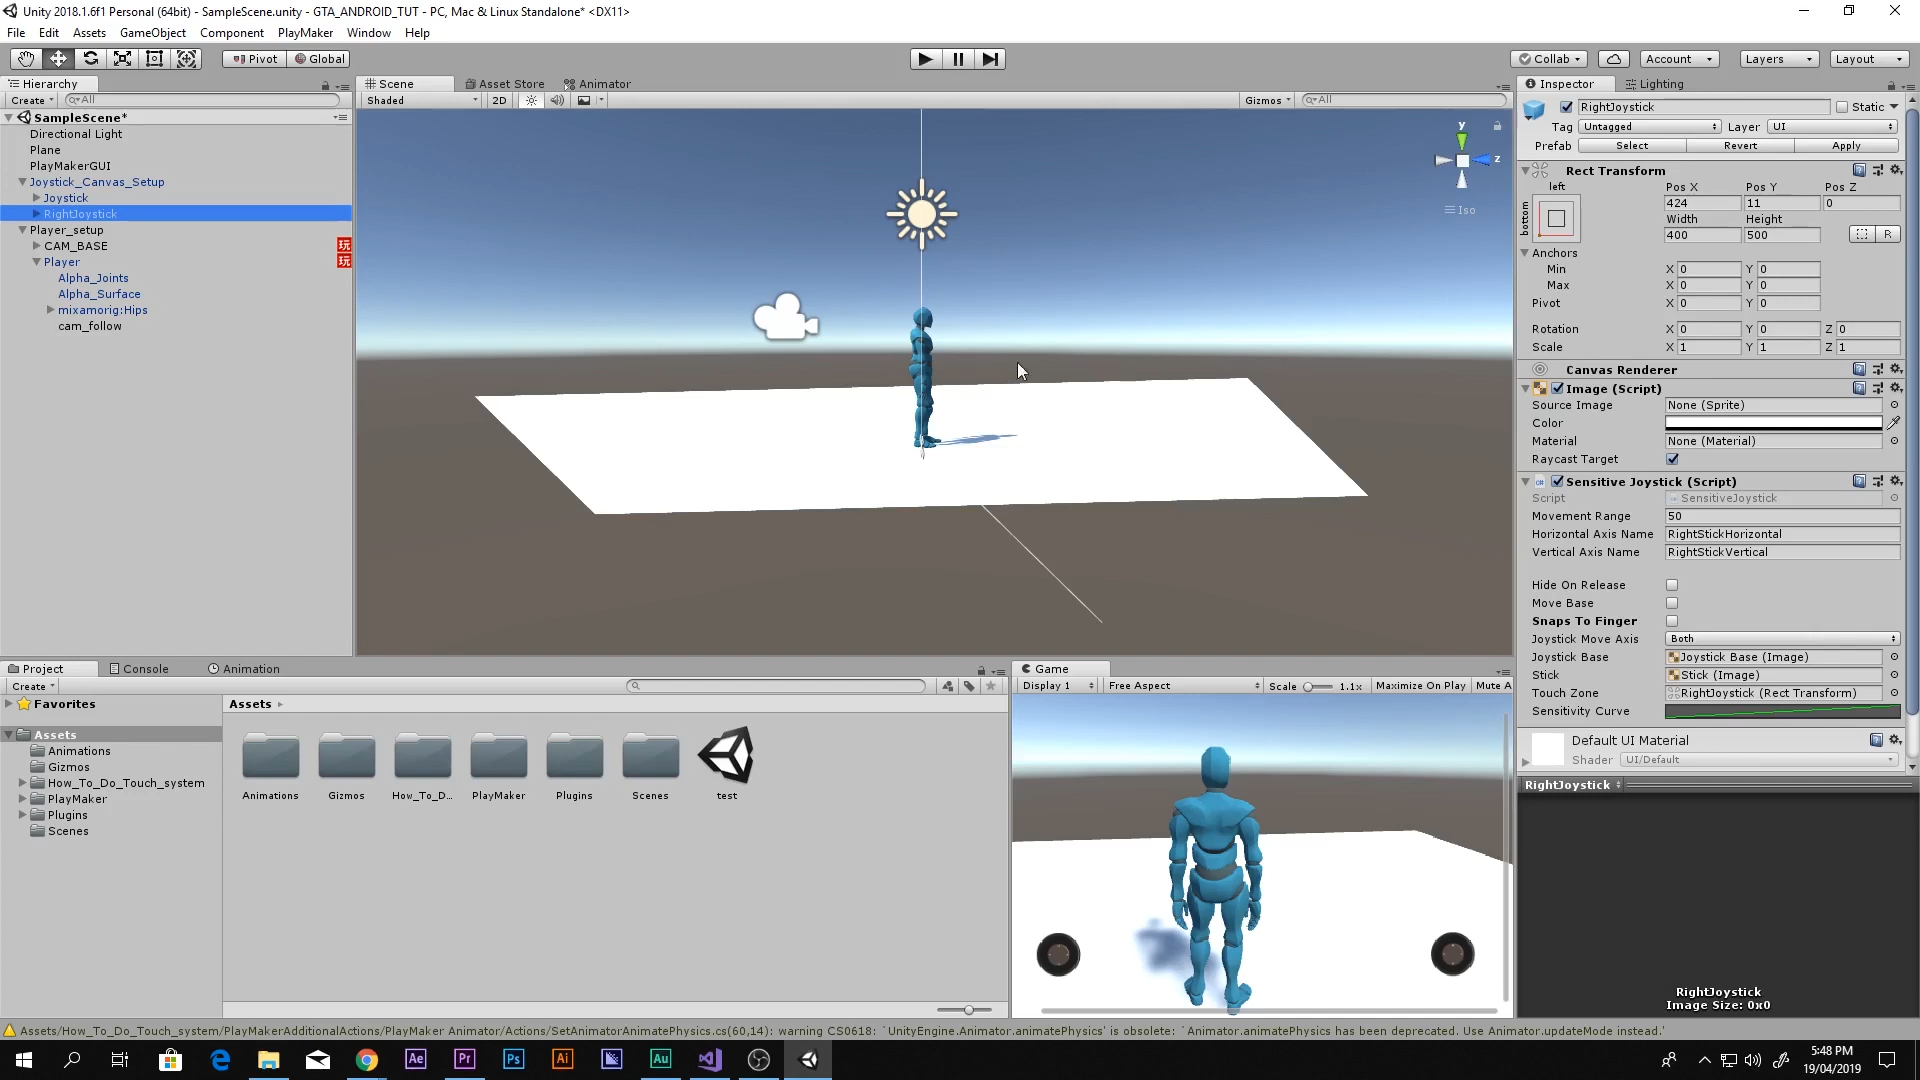 Unity 2018.1.6f1 Personal (64bit) - SampleScene.unity - GTA_ANDROID_TUT - PC, Mac & Linux Standalone* <DX11>
File Edit Assets GameObject Component PlayMaker Window Help
Pivot Global Collab Account Layers Layout
Hierarchy Scene Asset Store Animator Inspector Lighting
Create All Shaded 2D Gizmos All
RightJoystick Static
SampleScene*
Directional Light
Plane
PlayMakerGUI
Joystick_Canvas_Setup
Joystick
RightJoystick
Player_setup
CAM_BASE 玩
Player 玩
Alpha_Joints
Alpha_Surface
mixamorig:Hips
cam_follow
y
z
Iso
Tag Untagged Layer UI
Prefab Select Revert Apply
Rect Transform
left Pos X Pos Y Pos Z
bottom 424 11 0
Width Height
400 500 R
Anchors
Min X 0 Y 0
Max X 0 Y 0
Pivot X 0 Y 0
Rotation X 0 Y 0 Z 0
Scale X 1 Y 1 Z 1
Canvas Renderer
Image (Script)
Source Image None (Sprite)
Color
Material None (Material)
Raycast Target
Sensitive Joystick (Script)
Script SensitiveJoystick
Movement Range 50
Horizontal Axis Name RightStickHorizontal
Vertical Axis Name RightStickVertical
Hide On Release
Move Base
Snaps To Finger
Joystick Move Axis Both
Joystick Base Joystick Base (Image)
Stick Stick (Image)
Touch Zone RightJoystick (Rect Transform)
Sensitivity Curve
Default UI Material
Shader UI/Default
RightJoystick
RightJoystick
Image Size: 0x0
Project Console Animation
Create
Favorites
Assets
Animations
Gizmos
How_To_Do_Touch_system
PlayMaker
Plugins
Scenes
Assets
Animations Gizmos How_To_D... PlayMaker Plugins Scenes test
Game
Display 1 Free Aspect Scale 1.1x Maximize On Play Mute A
Assets/How_To_Do_Touch_system/PlayMakerAdditionalActions/PlayMaker Animator/Actions/SetAnimatorAnimatePhysics.cs(60,14): warning CS0618: `UnityEngine.Animator.animatePhysics' is obsolete: `Animator.animatePhysics has been deprecated. Use Animator.updateMode instead.'
Ae Pr Ps Ai Au
5:48 PM
19/04/2019